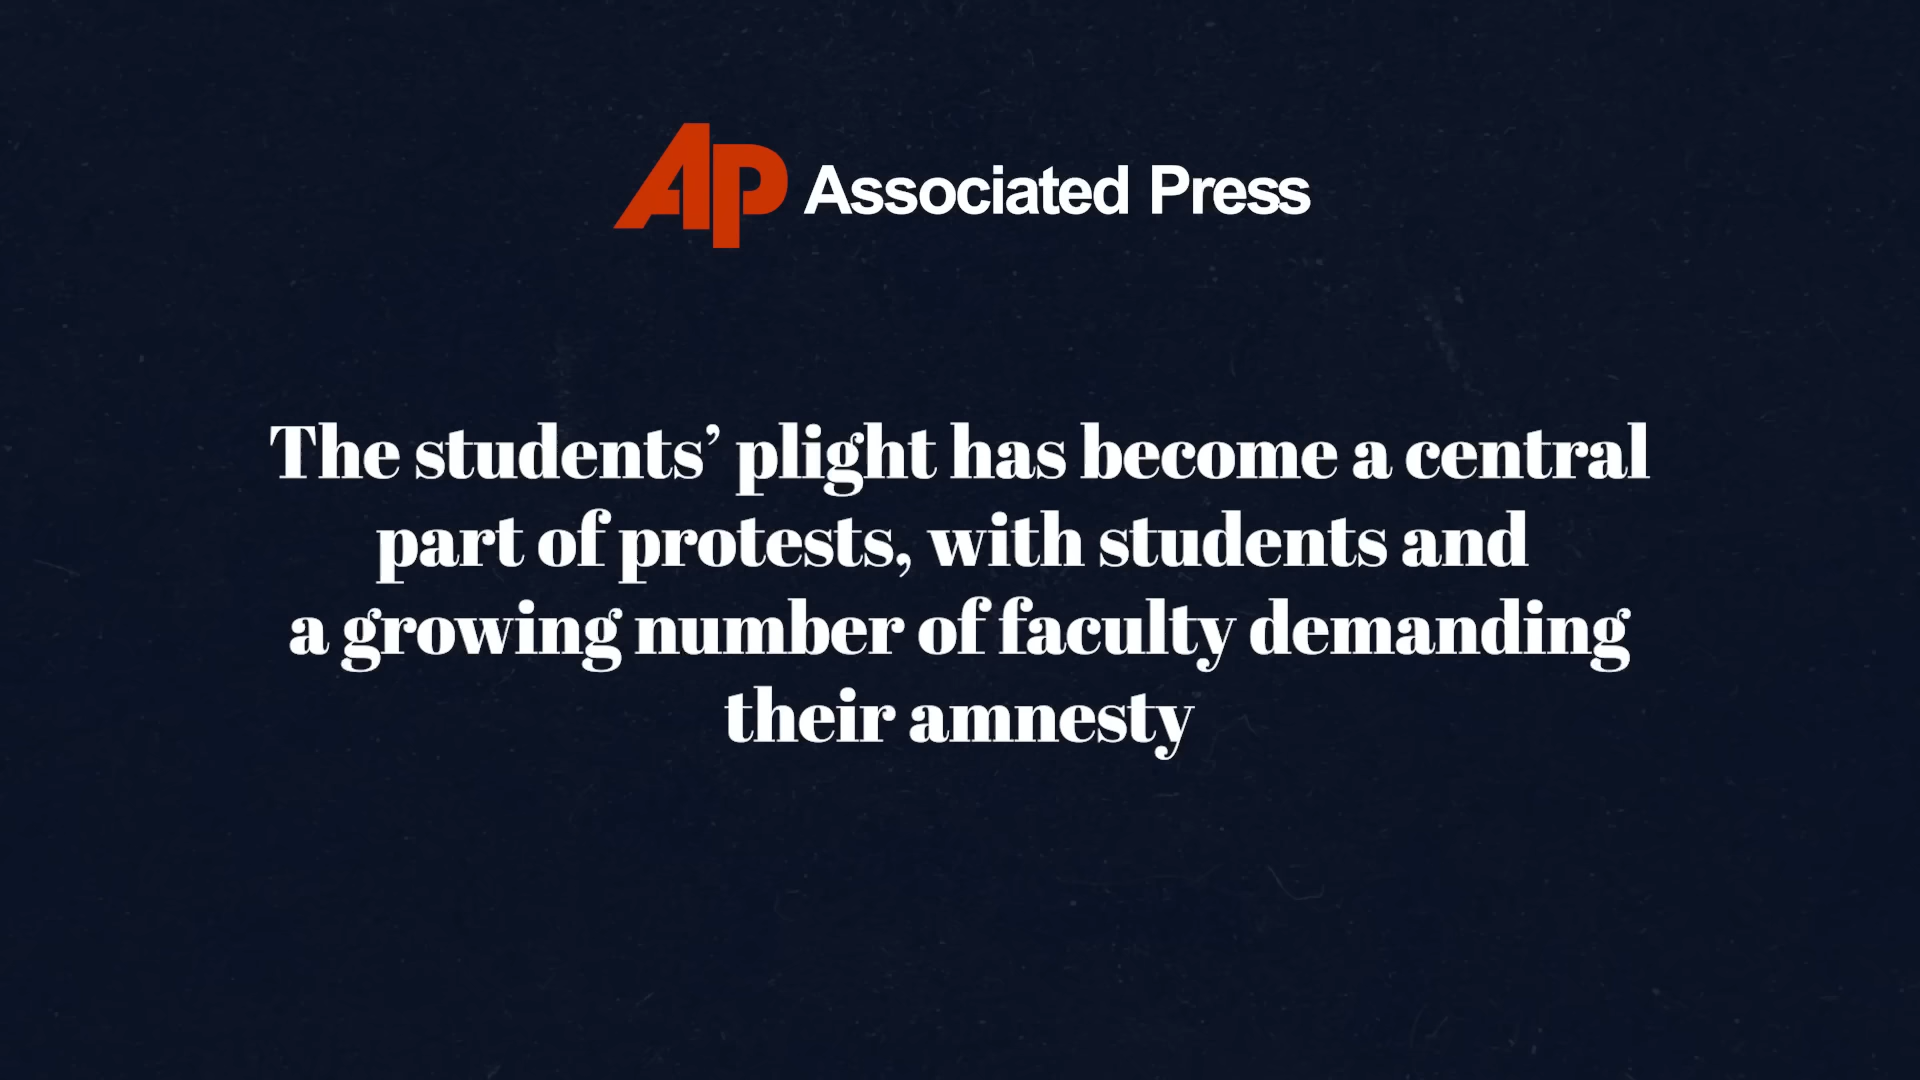 AP Associated Press
The students’ plight has become a central
part of protests, with students and
a growing number of faculty demanding
their amnesty